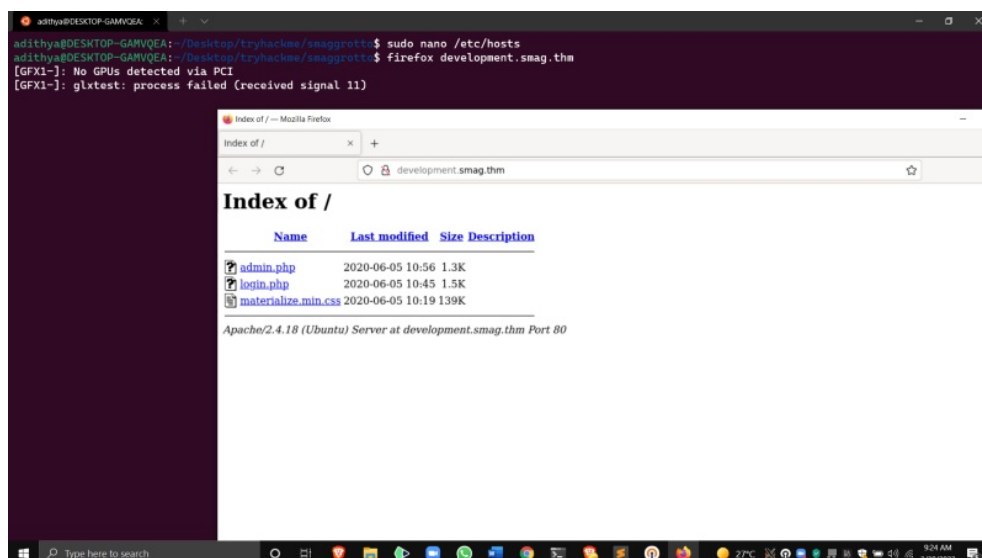 adithya@DESKTOP-GAMVQEA:
adithya@DESKTOP-GAMVQEA:~/Desktop/tryhackme/smaggrotto$ sudo nano /etc/hosts
adithya@DESKTOP-GAMVQEA:~/Desktop/tryhackme/smaggrotto$ firefox development.smag.thm
[GFX1-]: No GPUs detected via PCI
[GFX1-]: glxtest: process failed (received signal 11)
Index of / — Mozilla Firefox
Index of /
development.smag.thm
Index of /
Name Last modified Size Description
admin.php 2020-06-05 10:56 1.3K
login.php 2020-06-05 10:45 1.5K
materialize.min.css 2020-06-05 10:19 139K
Apache/2.4.18 (Ubuntu) Server at development.smag.thm Port 80
Type here to search
27°C
9:24 AM